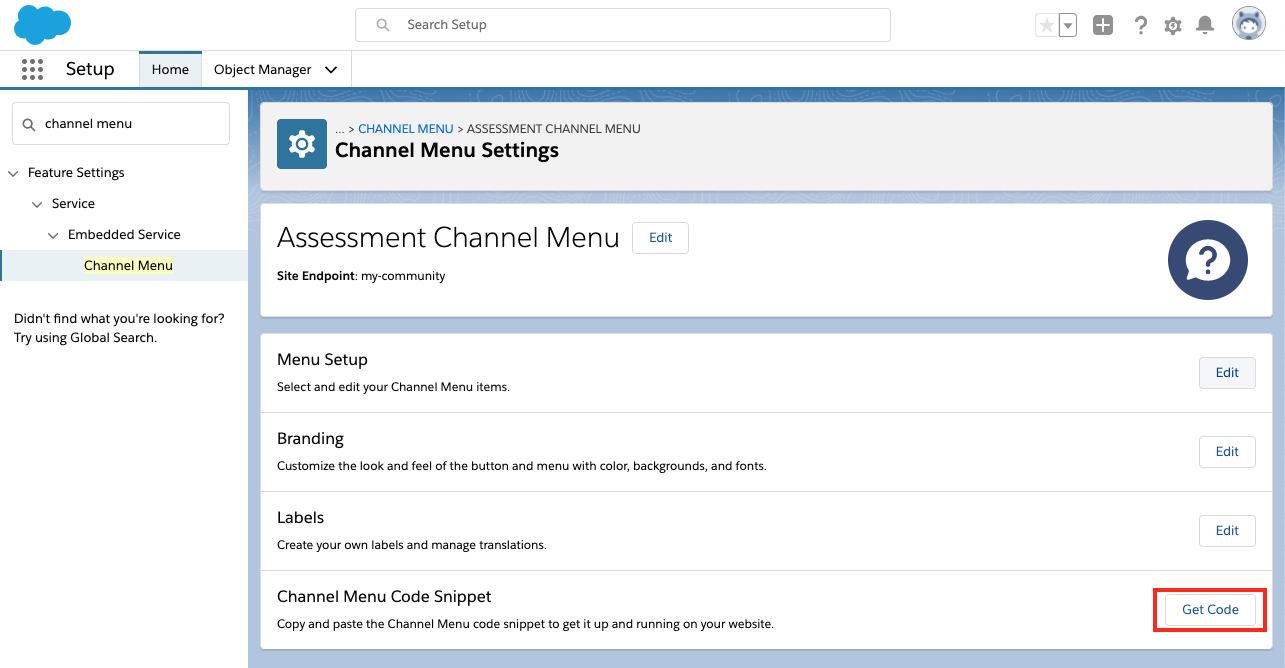 Search Setup
Setup
Home
Object Manager
channel menu
Feature Settings
Service
Embedded Service
Channel Menu
Didn't find what you're looking for?
Try using Global Search.
... > CHANNEL MENU > ASSESSMENT CHANNEL MENU
Channel Menu Settings
Assessment Channel Menu Edit
Site Endpoint: my-community
Menu Setup
Select and edit your Channel Menu items.
Edit
Branding
Customize the look and feel of the button and menu with color, backgrounds, and fonts.
Edit
Labels
Create your own labels and manage translations.
Edit
Channel Menu Code Snippet
Copy and paste the Channel Menu code snippet to get it up and running on your website.
Get Code